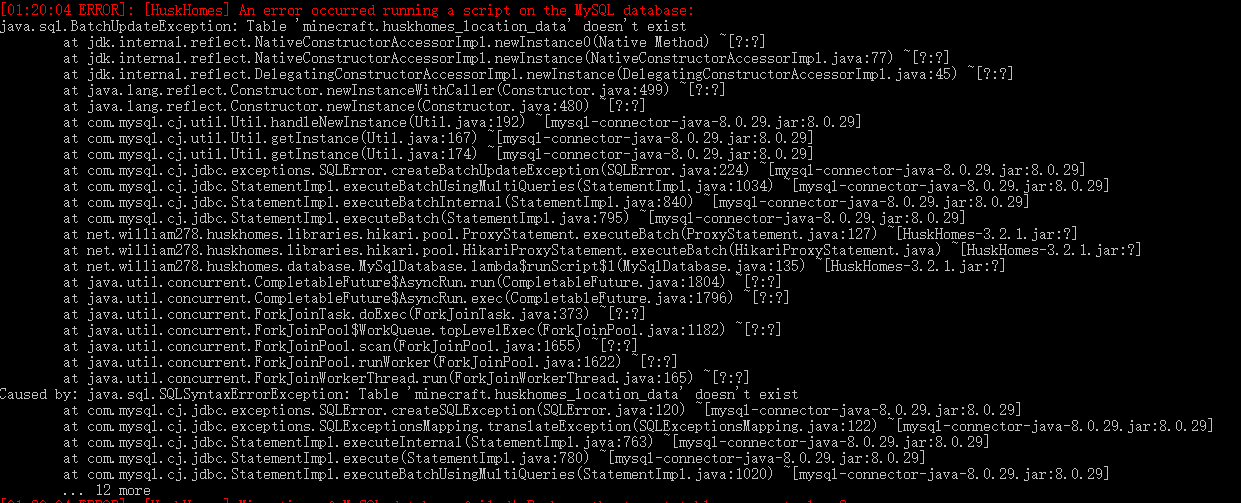 [01:20:04 ERROR]: [HuskHomes] An error occurred running a script on the MySQL database:
java.sql.BatchUpdateException: Table 'minecraft.huskhomes_location_data' doesn't exist
at jdk.internal.reflect.NativeConstructorAccessorImpl.newInstance0(Native Method) ~[?:?]
at jdk.internal.reflect.NativeConstructorAccessorImpl.newInstance(NativeConstructorAccessorImpl.java:77) ~[?:?]
at jdk.internal.reflect.DelegatingConstructorAccessorImpl.newInstance(DelegatingConstructorAccessorImpl.java:45) ~[?:?]
at java.lang.reflect.Constructor.newInstanceWithCaller(Constructor.java:499) ~[?:?]
at java.lang.reflect.Constructor.newInstance(Constructor.java:480) ~[?:?]
at com.mysql.cj.util.Util.handleNewInstance(Util.java:192) ~[mysql-connector-java-8.0.29.jar:8.0.29]
at com.mysql.cj.util.Util.getInstance(Util.java:167) ~[mysql-connector-java-8.0.29.jar:8.0.29]
at com.mysql.cj.util.Util.getInstance(Util.java:174) ~[mysql-connector-java-8.0.29.jar:8.0.29]
at com.mysql.cj.jdbc.exceptions.SQLError.createBatchUpdateException(SQLError.java:224) ~[mysql-connector-java-8.0.29.jar:8.0.29]
at com.mysql.cj.jdbc.StatementImpl.executeBatchUsingMultiQueries(StatementImpl.java:1034) ~[mysql-connector-java-8.0.29.jar:8.0.29]
at com.mysql.cj.jdbc.StatementImpl.executeBatchInternal(StatementImpl.java:840) ~[mysql-connector-java-8.0.29.jar:8.0.29]
at com.mysql.cj.jdbc.StatementImpl.executeBatch(StatementImpl.java:795) ~[mysql-connector-java-8.0.29.jar:8.0.29]
at net.william278.huskhomes.libraries.hikari.pool.ProxyStatement.executeBatch(ProxyStatement.java:127) ~[HuskHomes-3.2.1.jar:?]
at net.william278.huskhomes.libraries.hikari.pool.HikariProxyStatement.executeBatch(HikariProxyStatement.java) ~[HuskHomes-3.2.1.jar:?]
at net.william278.huskhomes.database.MySqlDatabase.lambda$runScript$1(MySqlDatabase.java:135) ~[HuskHomes-3.2.1.jar:?]
at java.util.concurrent.CompletableFuture$AsyncRun.run(CompletableFuture.java:1804) ~[?:?]
at java.util.concurrent.CompletableFuture$AsyncRun.exec(CompletableFuture.java:1796) ~[?:?]
at java.util.concurrent.ForkJoinTask.doExec(ForkJoinTask.java:373) ~[?:?]
at java.util.concurrent.ForkJoinPool$WorkQueue.topLevelExec(ForkJoinPool.java:1182) ~[?:?]
at java.util.concurrent.ForkJoinPool.scan(ForkJoinPool.java:1655) ~[?:?]
at java.util.concurrent.ForkJoinPool.runWorker(ForkJoinPool.java:1622) ~[?:?]
at java.util.concurrent.ForkJoinWorkerThread.run(ForkJoinWorkerThread.java:165) ~[?:?]
Caused by: java.sql.SQLSyntaxErrorException: Table 'minecraft.huskhomes_location_data' doesn't exist
at com.mysql.cj.jdbc.exceptions.SQLError.createSQLException(SQLError.java:120) ~[mysql-connector-java-8.0.29.jar:8.0.29]
at com.mysql.cj.jdbc.exceptions.SQLExceptionsMapping.translateException(SQLExceptionsMapping.java:122) ~[mysql-connector-java-8.0.29.jar:8.0.29]
at com.mysql.cj.jdbc.StatementImpl.executeInternal(StatementImpl.java:763) ~[mysql-connector-java-8.0.29.jar:8.0.29]
at com.mysql.cj.jdbc.StatementImpl.execute(StatementImpl.java:780) ~[mysql-connector-java-8.0.29.jar:8.0.29]
at com.mysql.cj.jdbc.StatementImpl.executeBatchUsingMultiQueries(StatementImpl.java:1020) ~[mysql-connector-java-8.0.29.jar:8.0.29]
... 12 more